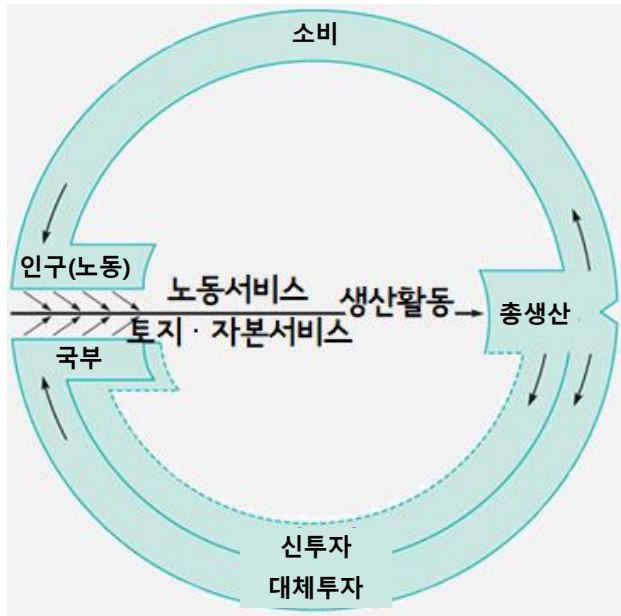 소비
인구(노동)
노동서비스
생산활동
총생산
토지 · 자본서비스
국부
신투자
대체투자